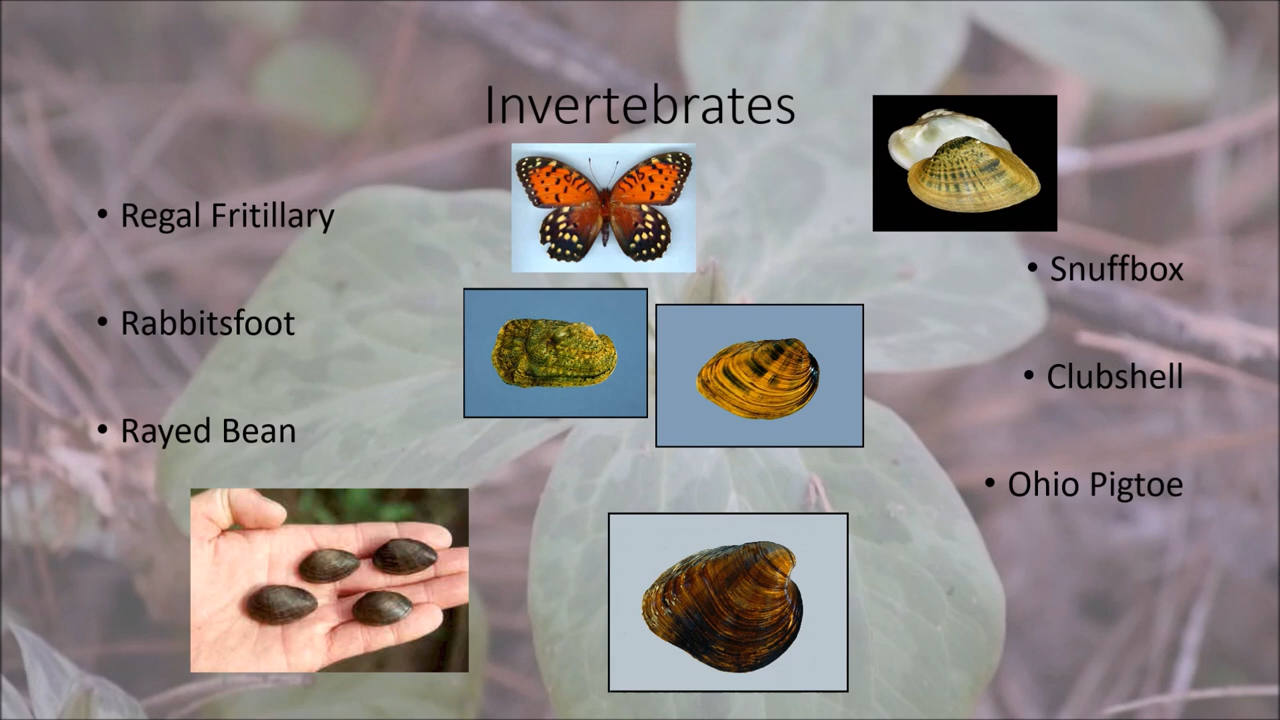 Invertebrates
• Regal Fritillary
• Rabbitsfoot
• Rayed Bean
• Snuffbox
• Clubshell
• Ohio Pigtoe